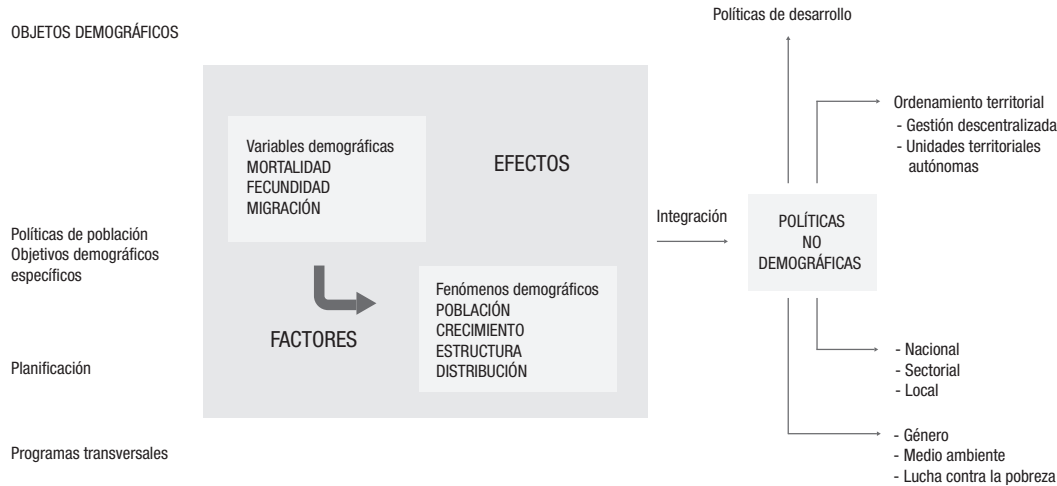 OBJETOS DEMOGRÁFICOS
Políticas de población
Objetivos demográficos
específicos
Planificación
Programas transversales
Variables demográficas
MORTALIDAD
FECUNDIDAD
MIGRACIÓN
EFECTOS
FACTORES
Fenómenos demográficos
POBLACIÓN
CRECIMIENTO
ESTRUCTURA
DISTRIBUCIÓN
Integración
POLÍTICAS
NO
DEMOGRÁFICAS
Políticas de desarrollo
Ordenamiento territorial
- Gestión descentralizada
- Unidades territoriales
autónomas
- Nacional
- Sectorial
- Local
- Género
- Medio ambiente
- Lucha contra la pobreza